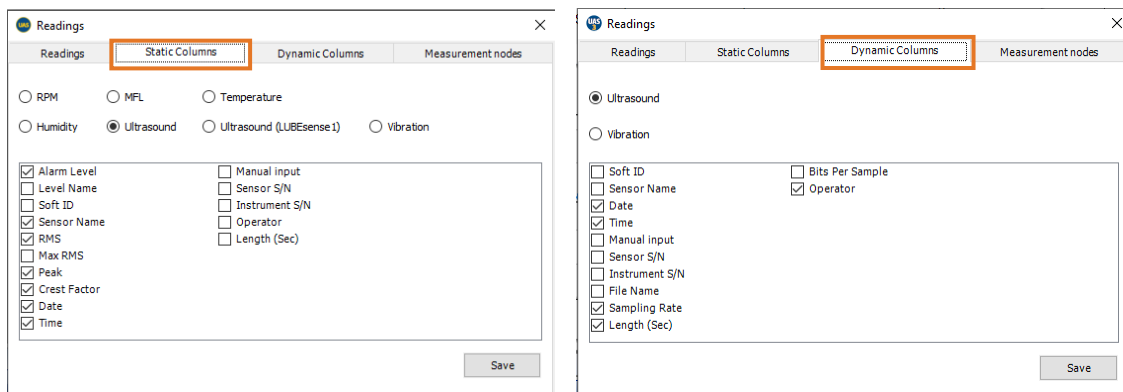 UAS Readings
Readings Static Columns Dynamic Columns Measurement nodes
RPM MFL Temperature
Humidity Ultrasound Ultrasound (LUBEsense1) Vibration
Alarm Level Manual input
Level Name Sensor S/N
Soft ID Instrument S/N
Sensor Name Operator
RMS Length (Sec)
Max RMS
Peak
Crest Factor
Date
Time
Save
UAS 3 Readings
Readings Static Columns Dynamic Columns Measurement nodes
Ultrasound
Vibration
Soft ID Bits Per Sample
Sensor Name Operator
Date
Time
Manual input
Sensor S/N
Instrument S/N
File Name
Sampling Rate
Length (Sec)
Save